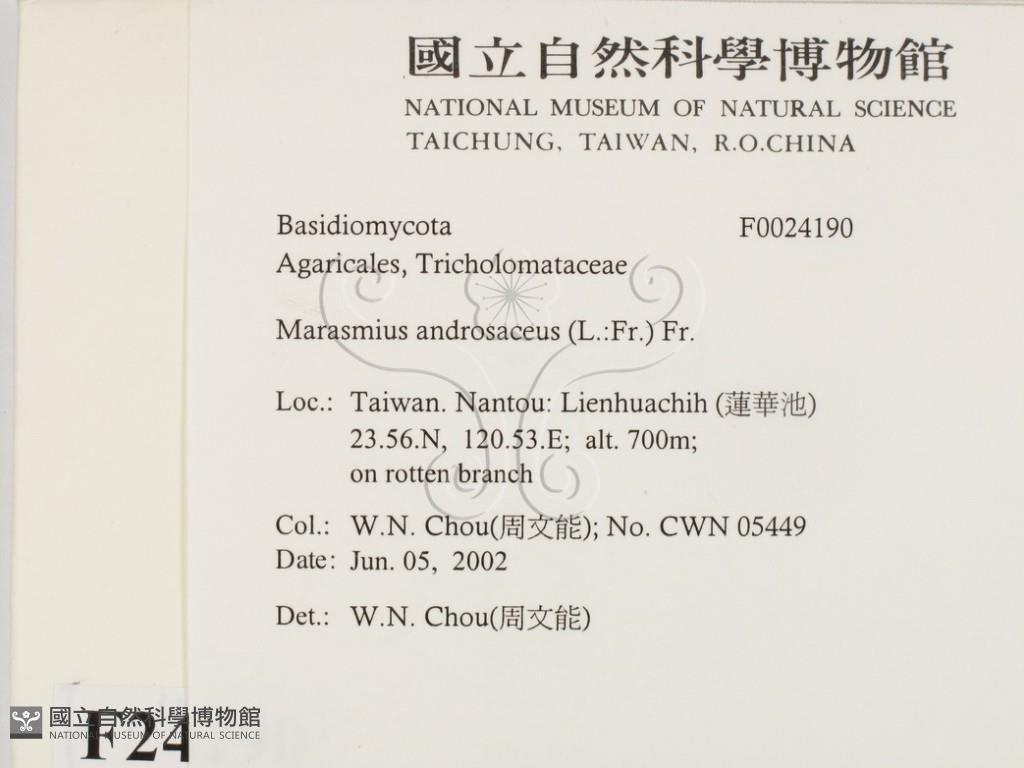 國立自然科學博物館
NATIONAL MUSEUM OF NATURAL SCIENCE
TAICHUNG, TAIWAN, R.O.CHINA
Basidiomycota F0024190
Agaricales, Tricholomataceae
Marasmius androsaceus (L.:Fr.) Fr.
Loc.: Taiwan. Nantou: Lienhuachih (蓮華池)
23.56.N, 120.53.E; alt. 700m;
on rotten branch
Col.: W.N. Chou(周文能); No. CWN 05449
Date: Jun. 05, 2002
Det.: W.N. Chou(周文能)
F24
國立自然科學博物館
NATIONAL MUSEUM OF NATURAL SCIENCE